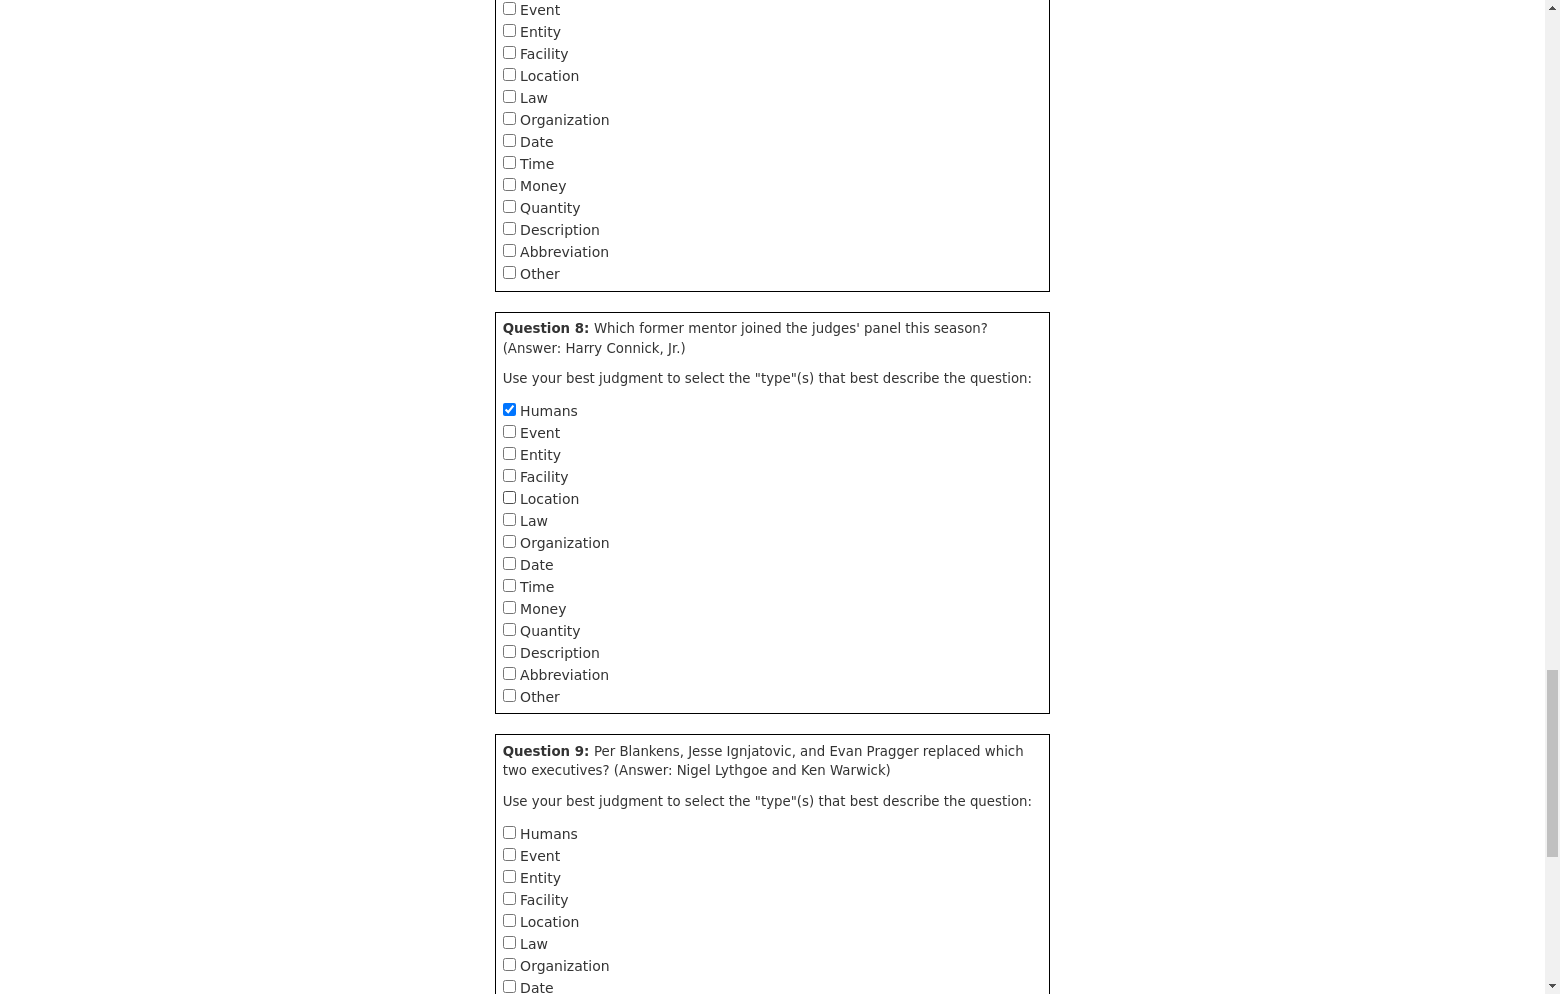 Event
Entity
Facility
Location
Law
Organization
Date
Time
Money
Quantity
Description
Abbreviation
Other
Question 8: Which former mentor joined the judges' panel this season?
(Answer: Harry Connick, Jr.)
Use your best judgment to select the "type"(s) that best describe the question:
Humans
Event
Entity
Facility
Location
Law
Organization
Date
Time
Money
Quantity
Description
Abbreviation
Other
Question 9: Per Blankens, Jesse Ignjatovic, and Evan Pragger replaced which
two executives? (Answer: Nigel Lythgoe and Ken Warwick)
Use your best judgment to select the "type"(s) that best describe the question:
Humans
Event
Entity
Facility
Location
Law
Organization
Date